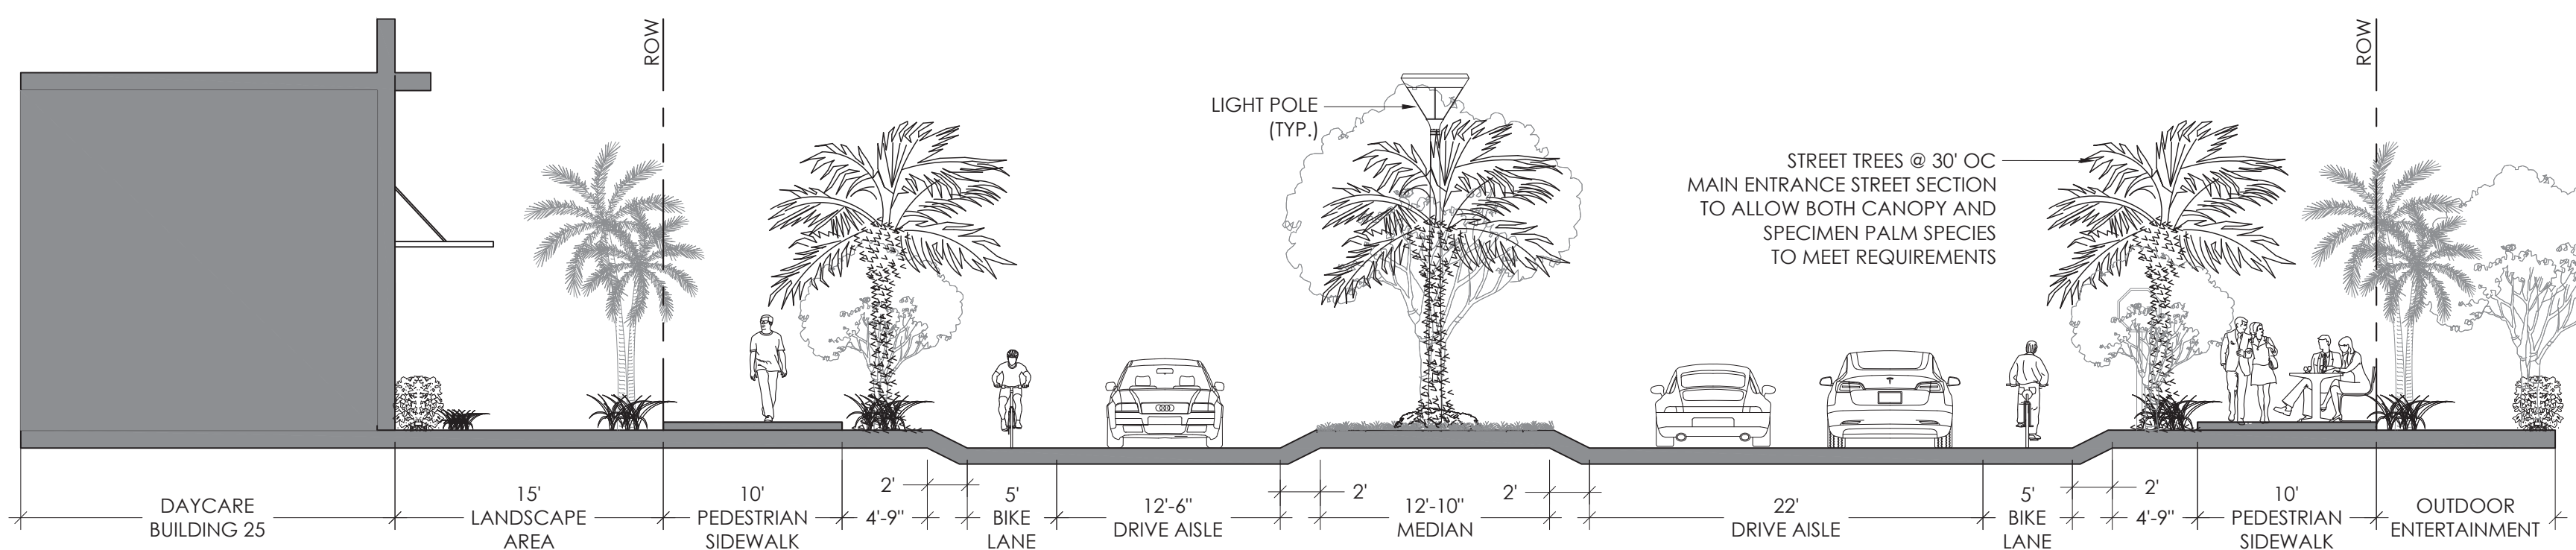 ROW
ROW
LIGHT POLE
(TYP.)
STREET TREES @ 30' OC
MAIN ENTRANCE STREET SECTION
TO ALLOW BOTH CANOPY AND
SPECIMEN PALM SPECIES
TO MEET REQUIREMENTS
DAYCARE
BUILDING 25
15'
LANDSCAPE
AREA
10'
PEDESTRIAN
SIDEWALK
2'
4'-9"
5'
BIKE
LANE
12'-6"
DRIVE AISLE
2'
12'-10"
MEDIAN
2'
22'
DRIVE AISLE
5'
BIKE
LANE
2'
4'-9"
10'
PEDESTRIAN
SIDEWALK
OUTDOOR
ENTERTAINMENT